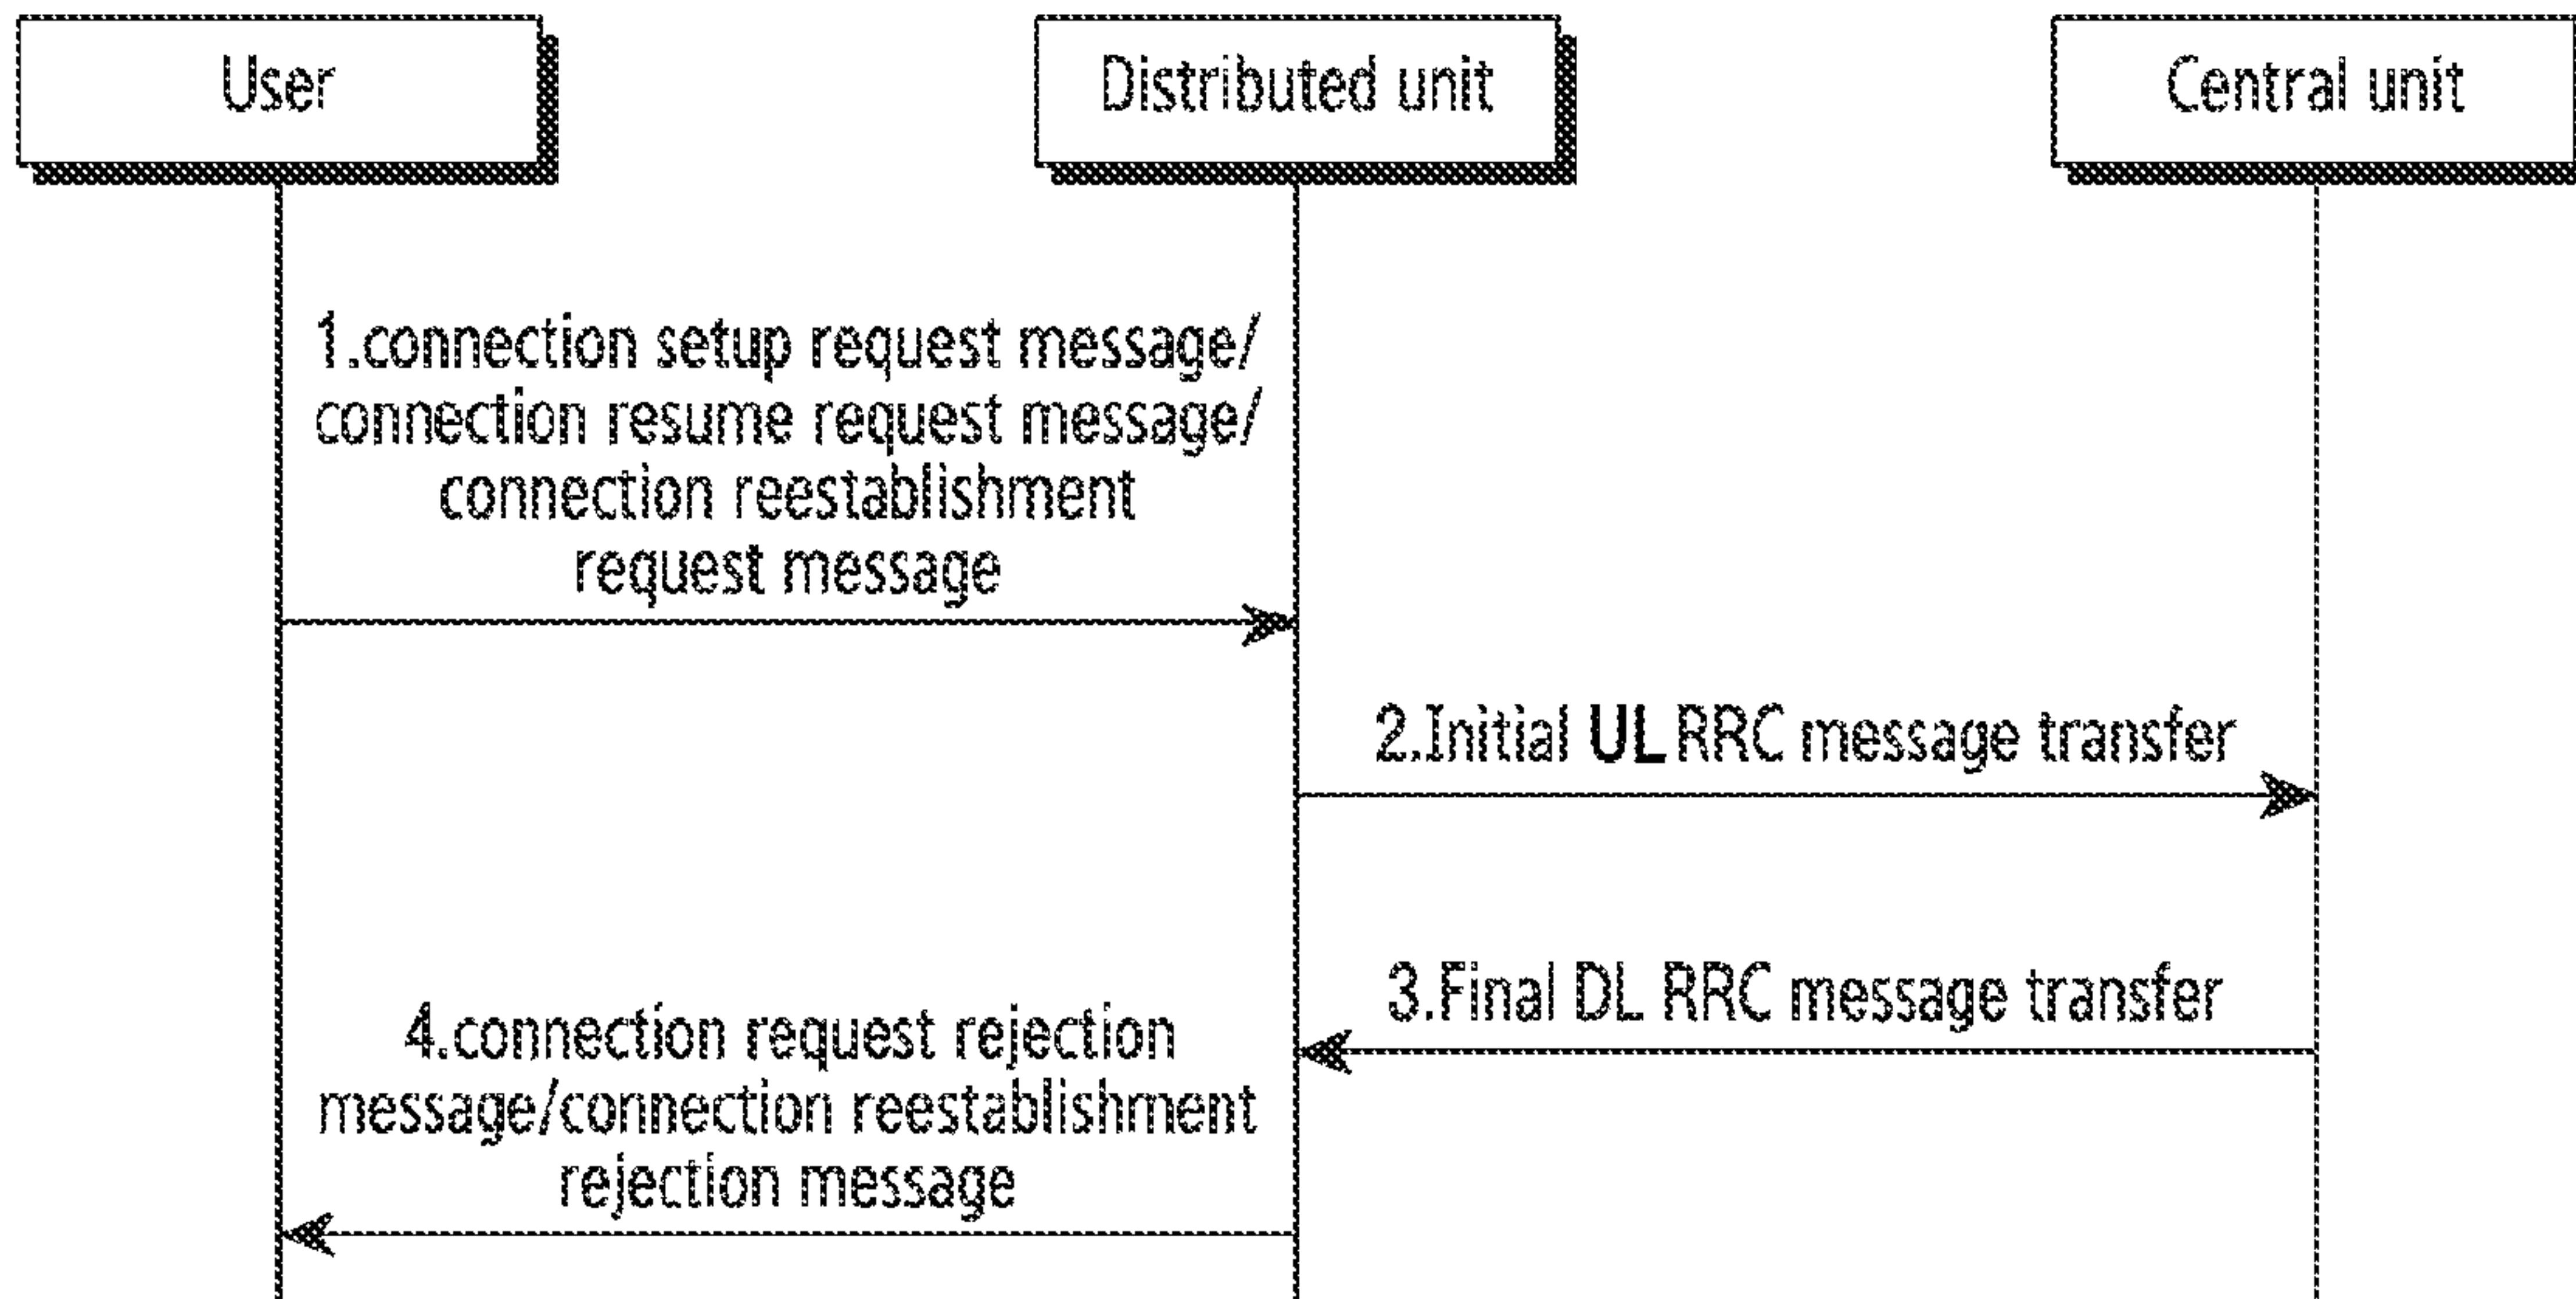 User
Distributed unit
Central unit
1.connection setup request message/
connection resume request message/
connection reestablishment
request message
2.Initial UL RRC message transfer
3.Final DL RRC message transfer
4.connection request rejection
message/connection reestablishment
rejection message